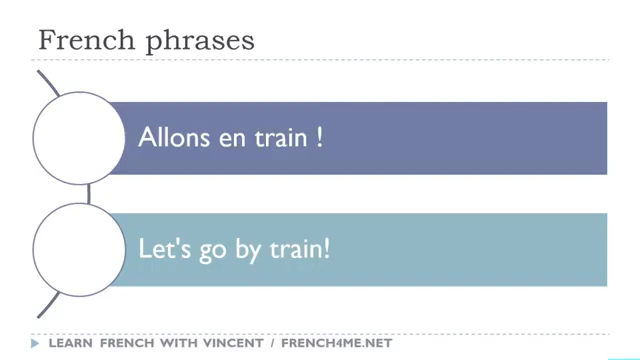 French phrases
Allons en train !
Let's go by train!
LEARN FRENCH WITH VINCENT / FRENCH4ME.NET